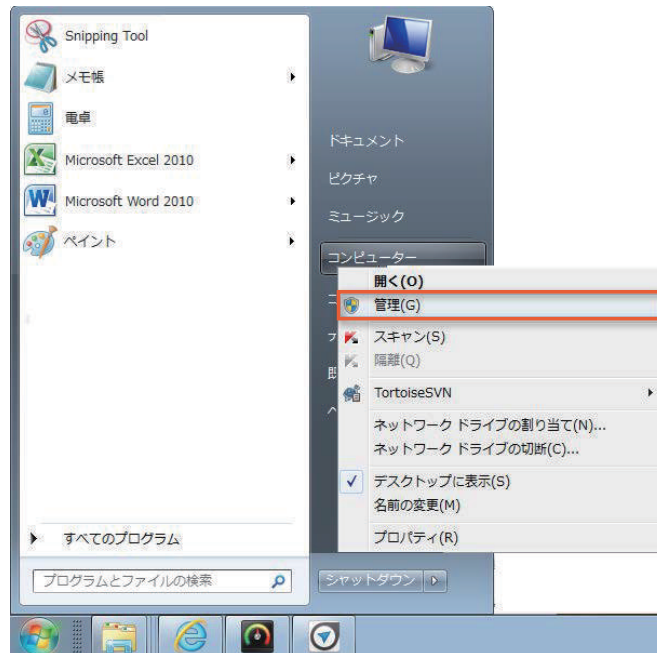 Snipping Tool
メモ帳
電卓
Microsoft Excel 2010
Microsoft Word 2010
ペイント
すべてのプログラム
プログラムとファイルの検索
ドキュメント
ピクチャ
ミュージック
コンピューター
シャットダウン
開く(O)
管理(G)
スキャン(S)
隔離(Q)
TortoiseSVN
ネットワーク ドライブの割り当て(N)...
ネットワーク ドライブの切断(C)...
デスクトップに表示(S)
名前の変更(M)
プロパティ(R)